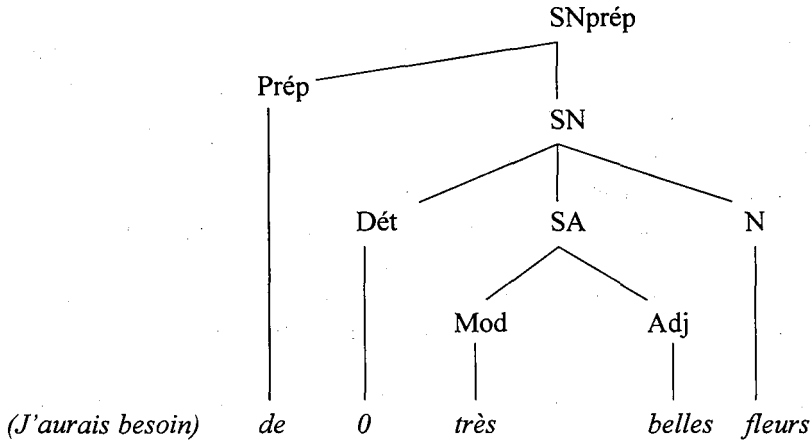 SNprép
Prép
SN
Dét SA N
Mod Adj
(J'aurais besoin) de 0 très belles fleurs